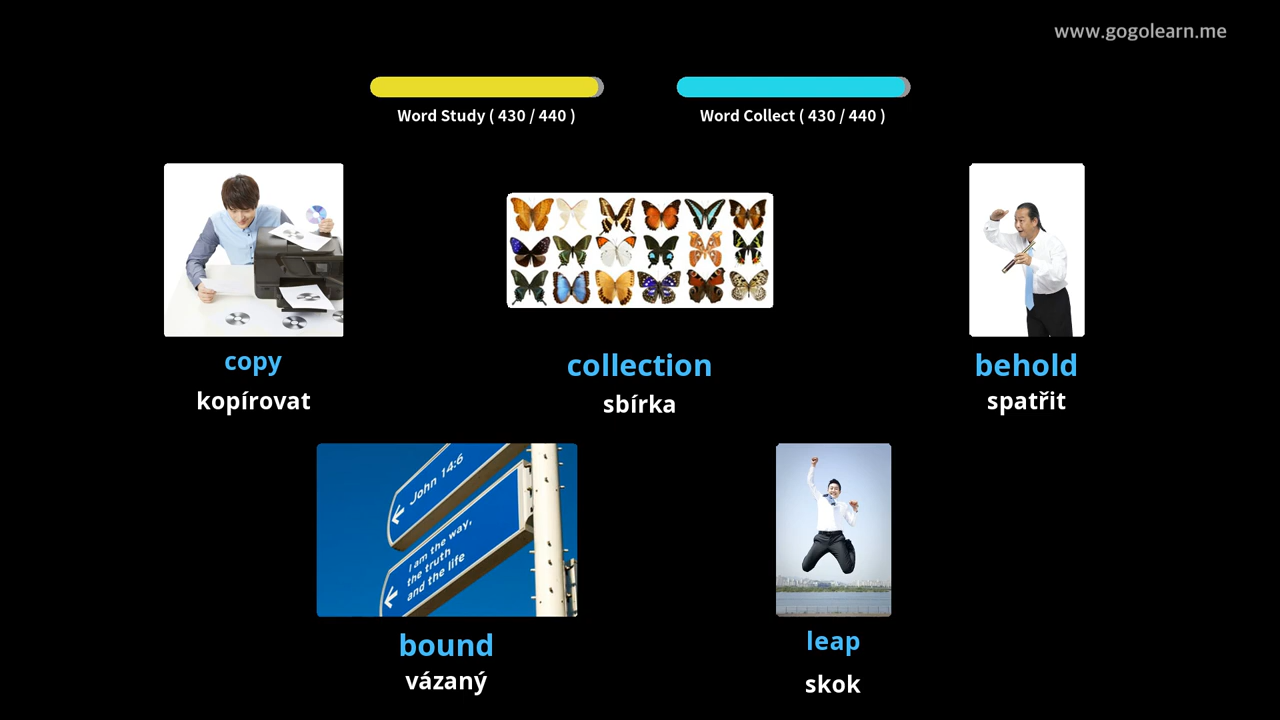 www.gogolearn.me
Word Study ( 430 / 440 )
Word Collect ( 430 / 440 )
copy
kopírovat
collection
sbírka
behold
spatřit
John 14:6
I am the way,
the truth
and the life
bound
vázaný
leap
skok